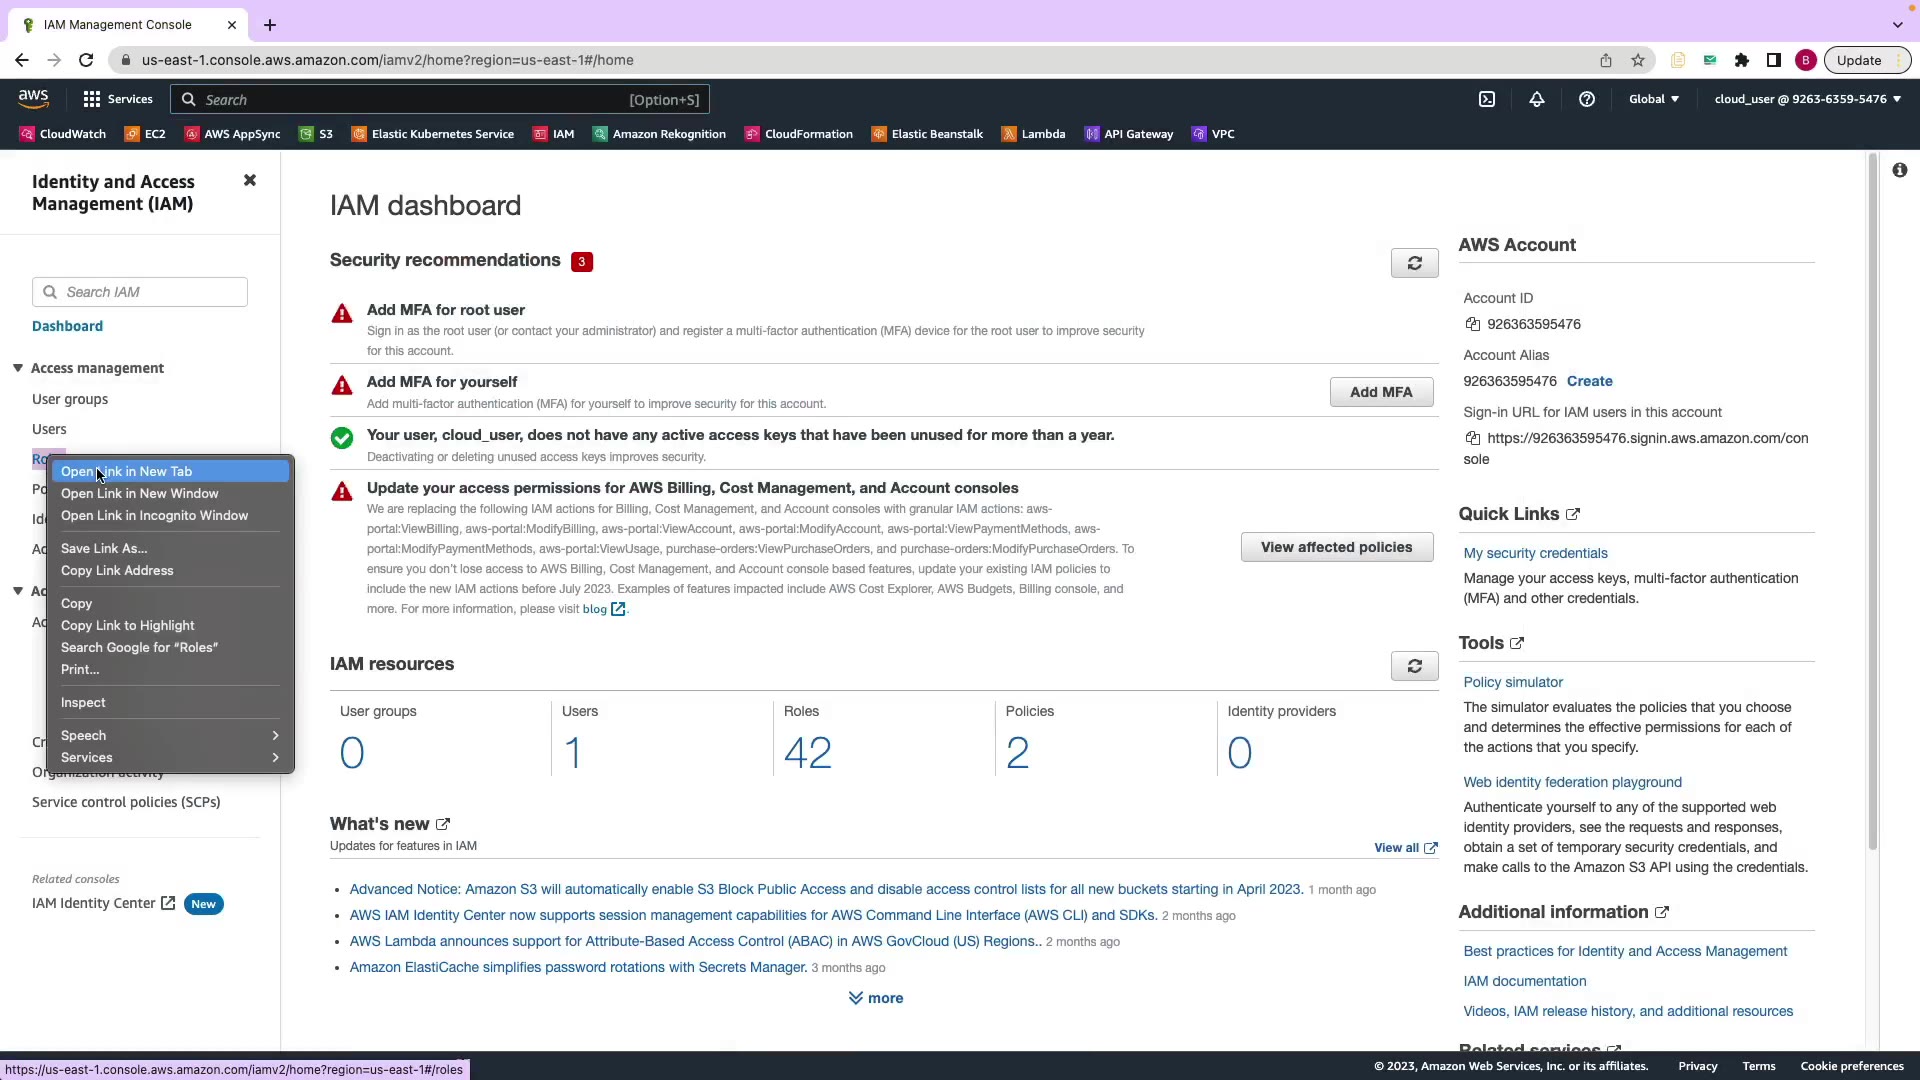 IAM Management Console
us-east-1.console.aws.amazon.com/iamv2/home?region=us-east-1#/home
B
Update
aws
Services
Search
[Option+S]
Global
cloud_user @ 9263-6359-5476
CloudWatch
EC2
AWS AppSync
S3
Elastic Kubernetes Service
IAM
Amazon Rekognition
CloudFormation
Elastic Beanstalk
Lambda
API Gateway
VPC
Identity and Access
Management (IAM)
Search IAM
Dashboard
Access management
User groups
Users
Open Link in New Tab
Open Link in New Window
Open Link in Incognito Window
Save Link As...
Copy Link Address
Copy
Copy Link to Highlight
Search Google for “Roles”
Print...
Inspect
Speech
Services
Organization activity
Service control policies (SCPs)
Related consoles
IAM Identity Center
New
IAM dashboard
Security recommendations
3
Add MFA for root user
Sign in as the root user (or contact your administrator) and register a multi-factor authentication (MFA) device for the root user to improve security
for this account.
Add MFA for yourself
Add multi-factor authentication (MFA) for yourself to improve security for this account.
Add MFA
Your user, cloud_user, does not have any active access keys that have been unused for more than a year.
Deactivating or deleting unused access keys improves security.
Update your access permissions for AWS Billing, Cost Management, and Account consoles
We are replacing the following IAM actions for Billing, Cost Management, and Account consoles with granular IAM actions: aws-
portal:ViewBilling, aws-portal:ModifyBilling, aws-portal:ViewAccount, aws-portal:ModifyAccount, aws-portal:ViewPaymentMethods, aws-
portal:ModifyPaymentMethods, aws-portal:ViewUsage, purchase-orders:ViewPurchaseOrders, and purchase-orders:ModifyPurchaseOrders. To
ensure you don't lose access to AWS Billing, Cost Management, and Account console based features, update your existing IAM policies to
include the new IAM actions before July 2023. Examples of features impacted include AWS Cost Explorer, AWS Budgets, Billing console, and
more. For more information, please visit blog.
View affected policies
IAM resources
User groups
0
Users
1
Roles
42
Policies
2
Identity providers
0
What's new
Updates for features in IAM
View all
Advanced Notice: Amazon S3 will automatically enable S3 Block Public Access and disable access control lists for all new buckets starting in April 2023. 1 month ago
AWS IAM Identity Center now supports session management capabilities for AWS Command Line Interface (AWS CLI) and SDKs. 2 months ago
AWS Lambda announces support for Attribute-Based Access Control (ABAC) in AWS GovCloud (US) Regions.. 2 months ago
Amazon ElastiCache simplifies password rotations with Secrets Manager. 3 months ago
more
AWS Account
Account ID
926363595476
Account Alias
926363595476 Create
Sign-in URL for IAM users in this account
https://926363595476.signin.aws.amazon.com/con
sole
Quick Links
My security credentials
Manage your access keys, multi-factor authentication
(MFA) and other credentials.
Tools
Policy simulator
The simulator evaluates the policies that you choose
and determines the effective permissions for each of
the actions that you specify.
Web identity federation playground
Authenticate yourself to any of the supported web
identity providers, see the requests and responses,
obtain a set of temporary security credentials, and
make calls to the Amazon S3 API using the credentials.
Additional information
Best practices for Identity and Access Management
IAM documentation
Videos, IAM release history, and additional resources
Related services
https://us-east-1.console.aws.amazon.com/iamv2/home?region=us-east-1#/roles
© 2023, Amazon Web Services, Inc. or its affiliates.
Privacy
Terms
Cookie preferences